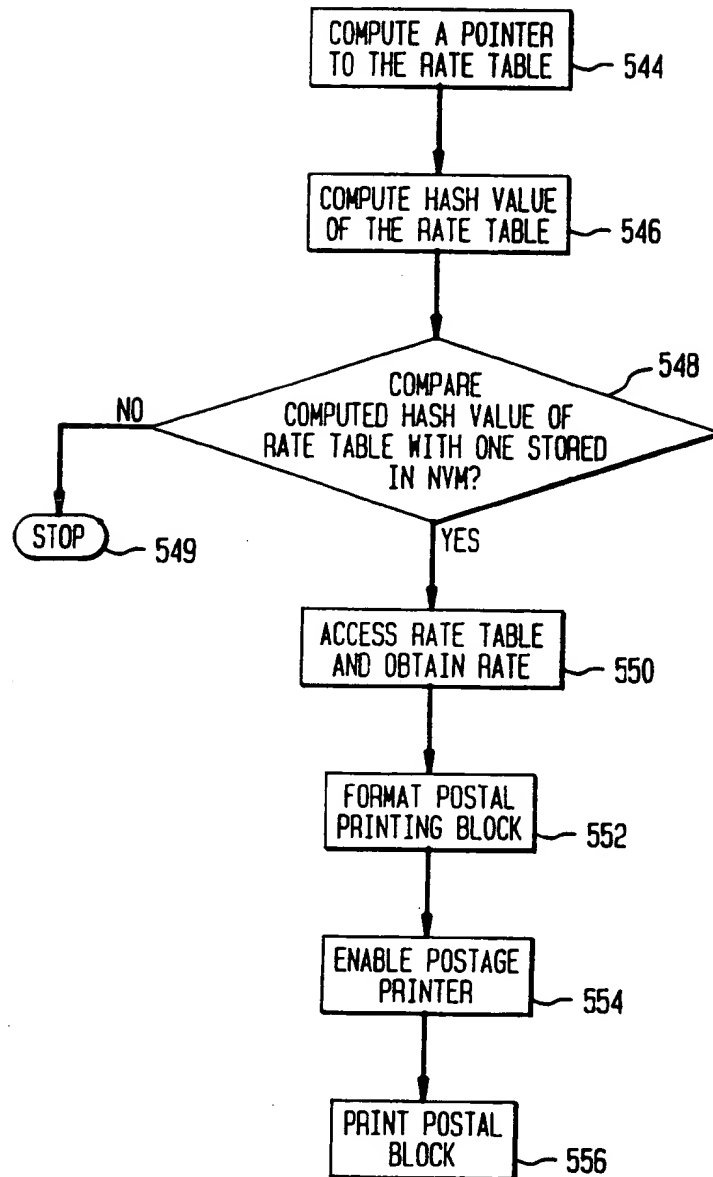 COMPUTE A POINTER
TO THE RATE TABLE
544
COMPUTE HASH VALUE
OF THE RATE TABLE
546
548
COMPARE
COMPUTED HASH VALUE OF
RATE TABLE WITH ONE STORED
IN NVM?
NO
STOP
549
YES
ACCESS RATE TABLE
AND OBTAIN RATE
550
FORMAT POSTAL
PRINTING BLOCK
552
ENABLE POSTAGE
PRINTER
554
PRINT POSTAL
BLOCK
556